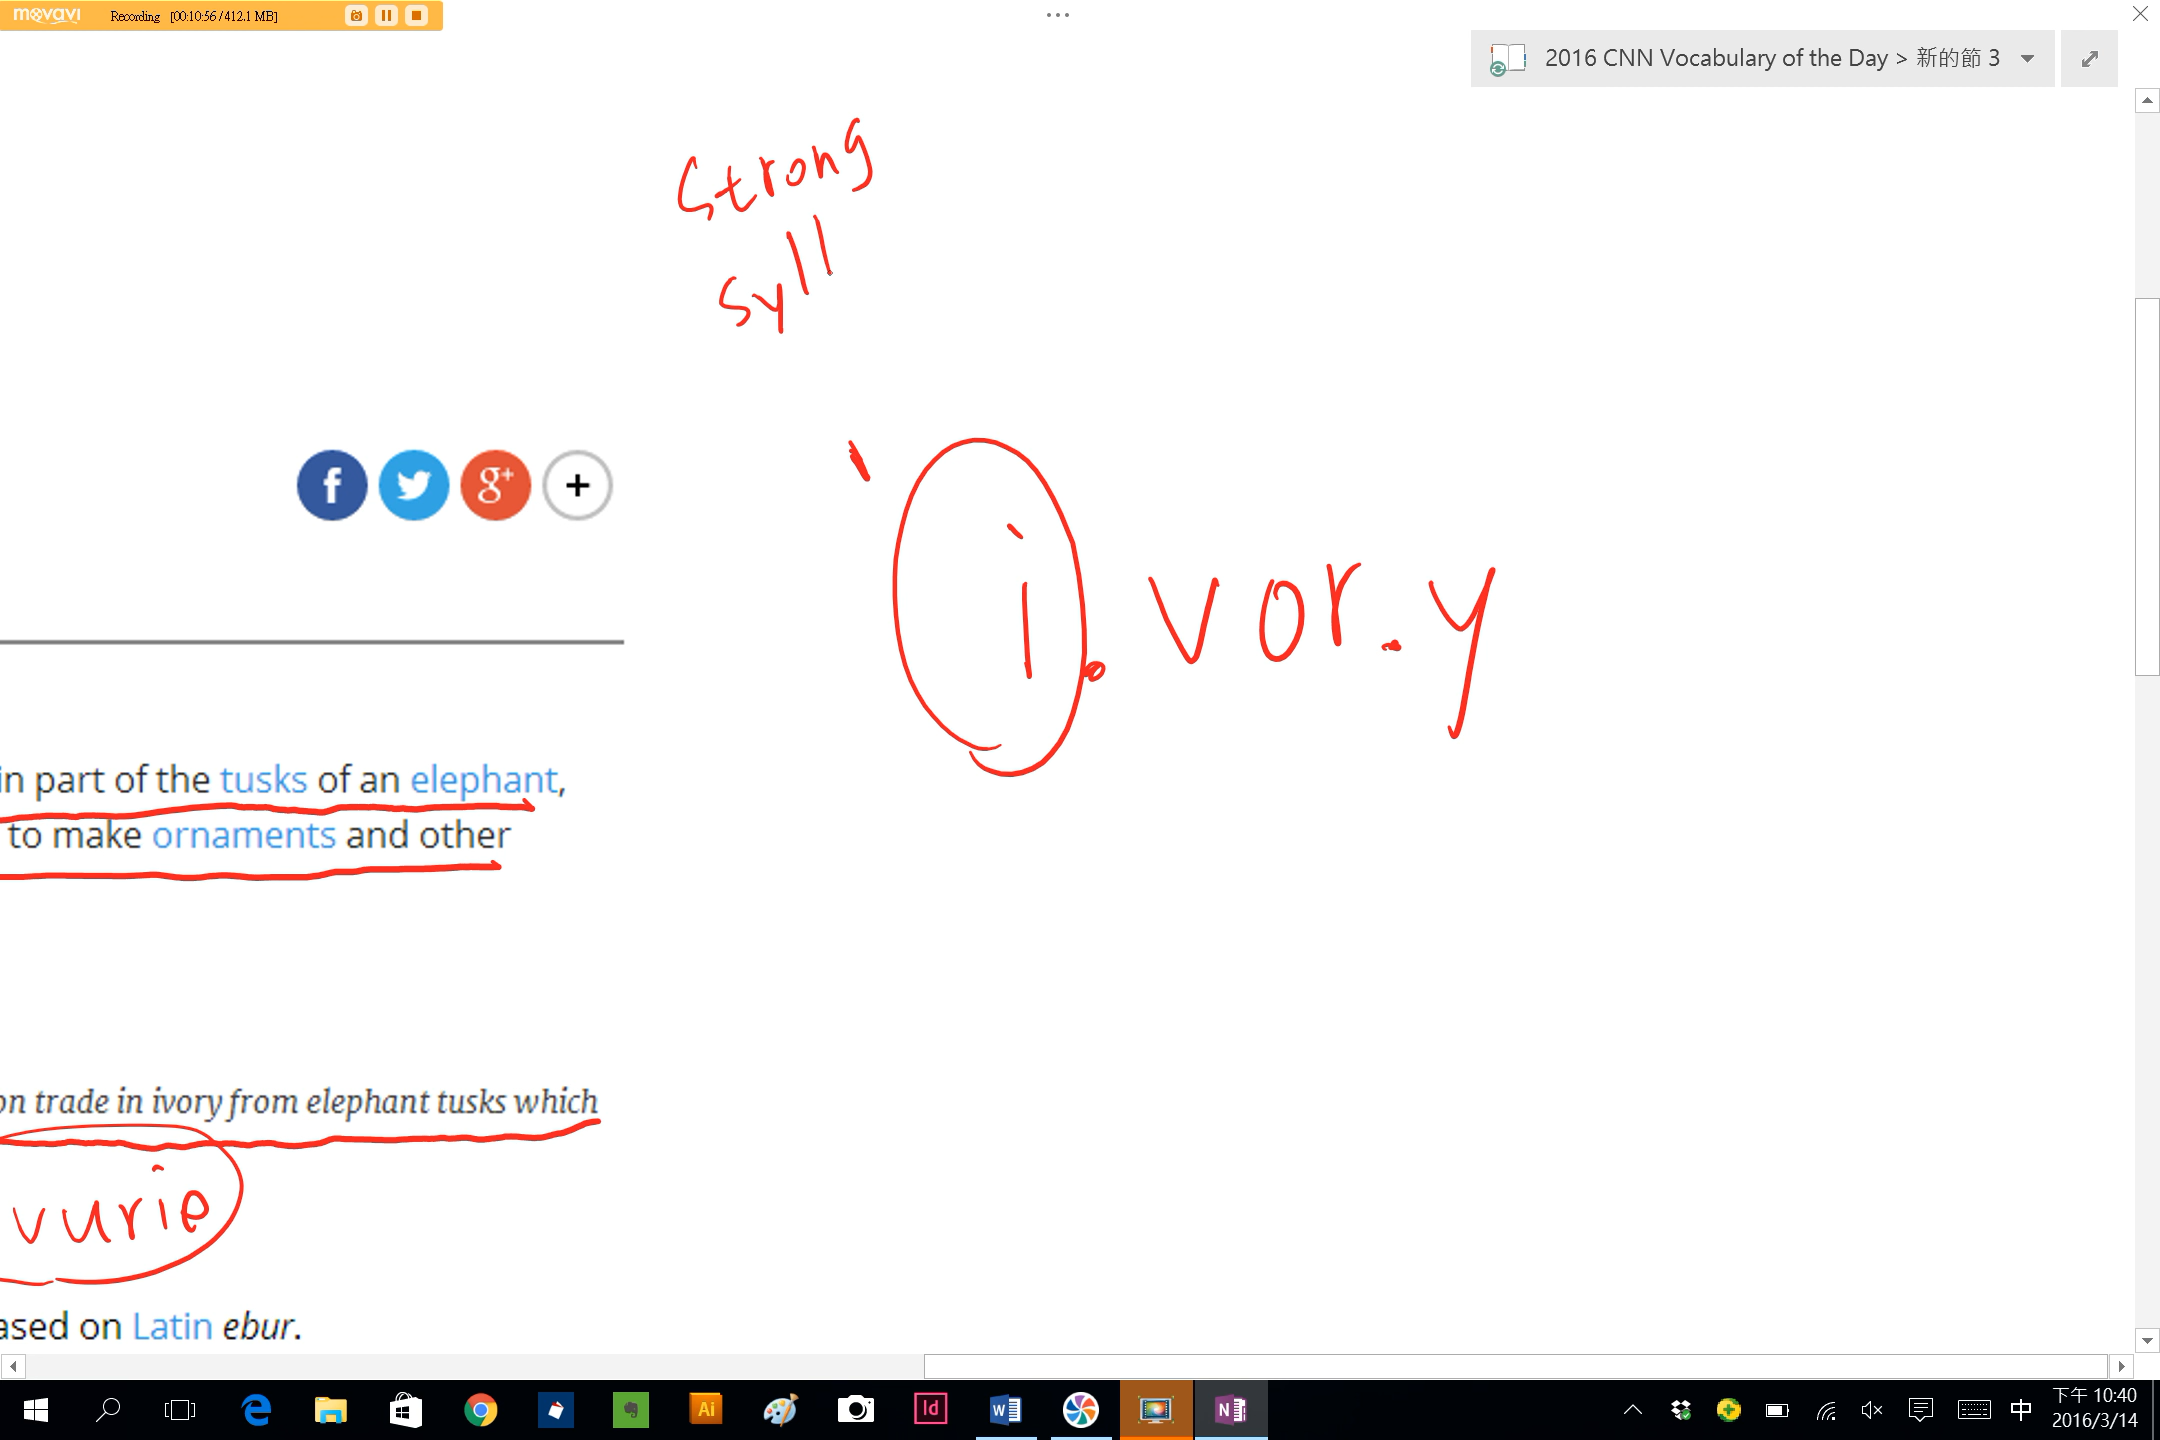 movavi Recording [00:10:56 / 412.1 MB]
2016 CNN Vocabulary of the Day > 新的節 3
Strong
Syll
i.vor.y
in part of the tusks of an elephant,
to make ornaments and other
on trade in ivory from elephant tusks which
vurie
ased on Latin ebur.
下午 10:40
2016/3/14
中